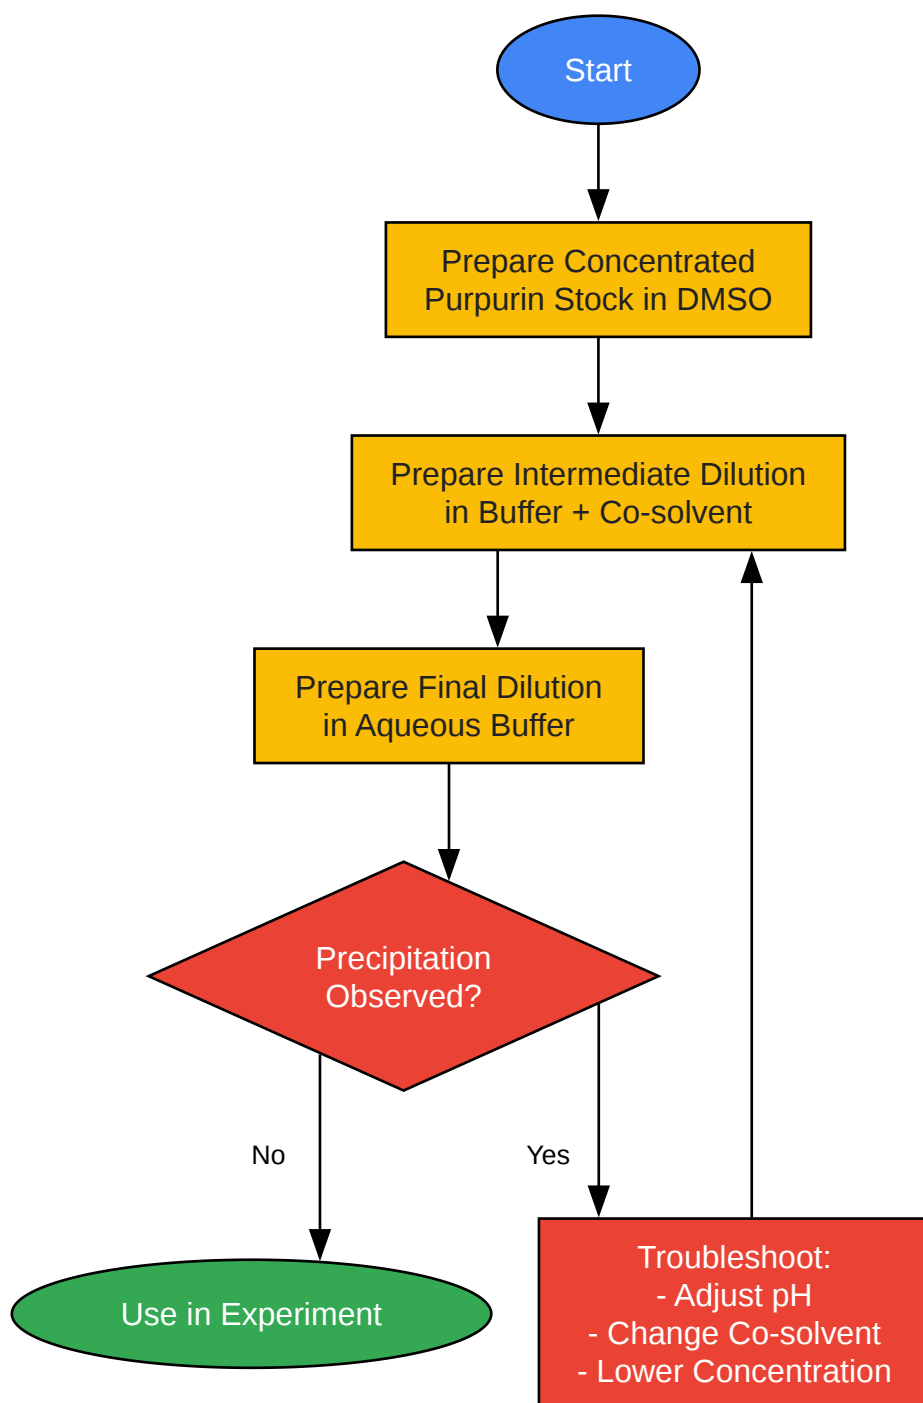 Start
Prepare Concentrated
Purpurin Stock in DMSO
Prepare Intermediate Dilution
in Buffer + Co-solvent
Prepare Final Dilution
in Aqueous Buffer
Precipitation
Observed?
No
Yes
Use in Experiment
Troubleshoot:
- Adjust pH
- Change Co-solvent
- Lower Concentration